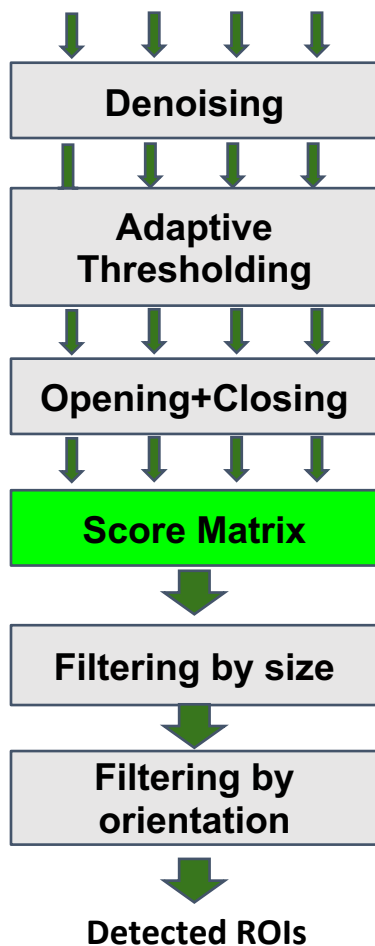 Denoising
Adaptive
Thresholding
Opening+Closing
Score Matrix
Filtering by size
Filtering by
orientation
Detected ROIs